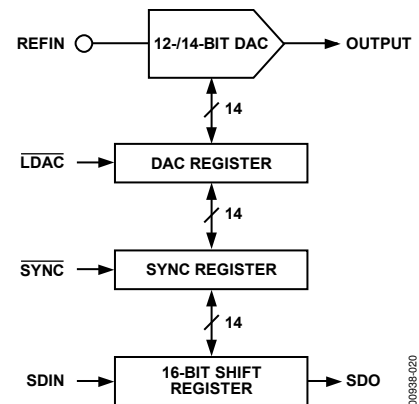 REFIN
12-/14-BIT DAC
OUTPUT
14
LDAC
DAC REGISTER
14
SYNC
SYNC REGISTER
14
SDIN
16-BIT SHIFT
REGISTER
SDO
00938-020